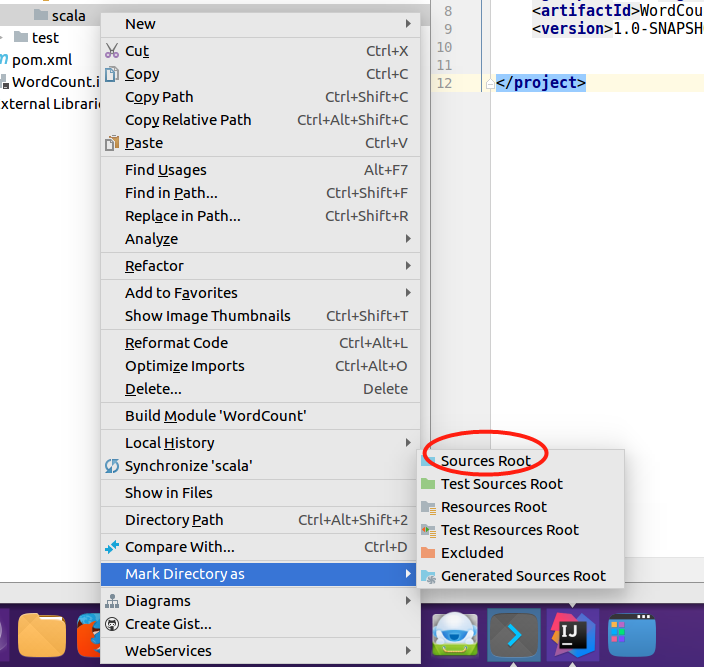 scala
test
pom.xml
WordCount.i
xternal Librari
8 <artifactId>WordCou
9 <version>1.0-SNAPSH
10
11
12 </project>
New
Cut Ctrl+X
Copy Ctrl+C
Copy Path Ctrl+Shift+C
Copy Relative Path Ctrl+Alt+Shift+C
Paste Ctrl+V
Find Usages Alt+F7
Find in Path... Ctrl+Shift+F
Replace in Path... Ctrl+Shift+R
Analyze
Refactor
Add to Favorites
Show Image Thumbnails Ctrl+Shift+T
Reformat Code Ctrl+Alt+L
Optimize Imports Ctrl+Alt+O
Delete... Delete
Build Module 'WordCount'
Local History
Synchronize 'scala'
Show in Files
Directory Path Ctrl+Alt+Shift+2
Compare With... Ctrl+D
Mark Directory as
Diagrams
Create Gist...
WebServices
Sources Root
Test Sources Root
Resources Root
Test Resources Root
Excluded
Generated Sources Root
IJ